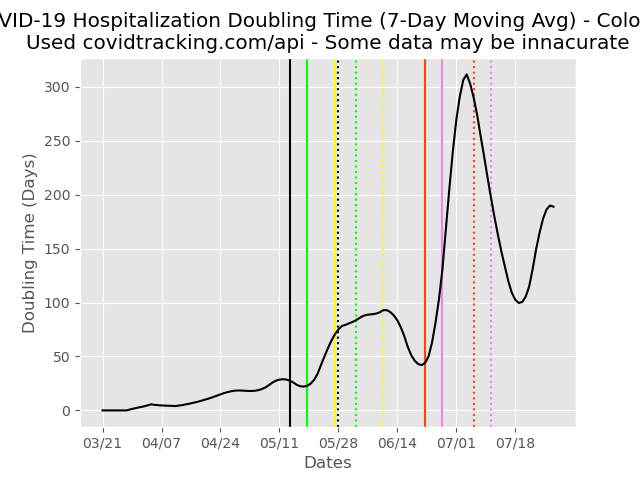 VID-19 Hospitalization Doubling Time (7-Day Moving Avg) - Colo
Used covidtracking.com/api - Some data may be innacurate
300
250
200
150
100
50
0
Doubling Time (Days)
03/21 04/07 04/24 05/11 05/28 06/14 07/01 07/18
Dates